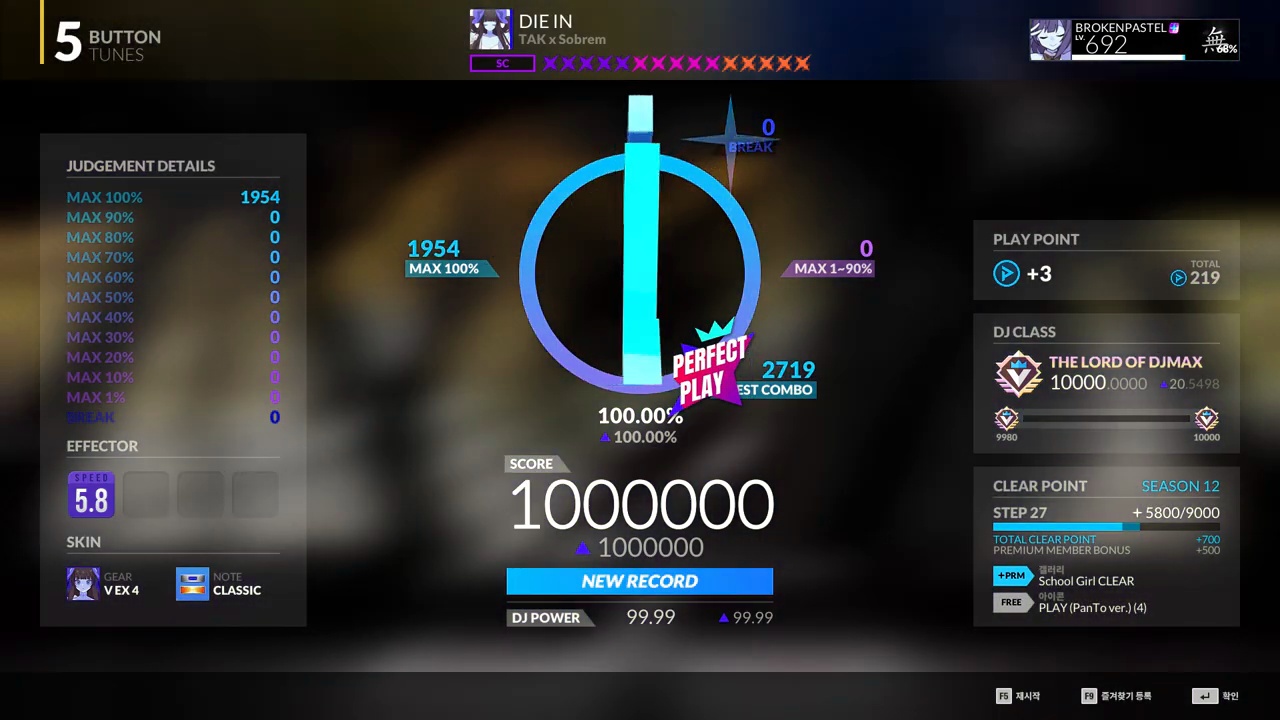 5 BUTTON
TUNES
DIE IN
TAK x Sobrem
SC
BROKENPASTEL
LV. 692
無
68%
JUDGEMENT DETAILS
MAX 100% 1954
MAX 90% 0
MAX 80% 0
MAX 70% 0
MAX 60% 0
MAX 50% 0
MAX 40% 0
MAX 30% 0
MAX 20% 0
MAX 10% 0
MAX 1% 0
BREAK 0
EFFECTOR
SPEED
5.8
SKIN
GEAR
V EX 4
NOTE
CLASSIC
0
BREAK
1954
MAX 100%
0
MAX 1~90%
PERFECT
PLAY
2719
EST COMBO
100.00%
▲ 100.00%
SCORE
1000000
▲ 1000000
NEW RECORD
DJ POWER 99.99 ▲ 99.99
PLAY POINT
+3
TOTAL
219
DJ CLASS
THE LORD OF DJMAX
10000.0000 ▲20.5498
9980 10000
CLEAR POINT SEASON 12
STEP 27 + 5800/9000
TOTAL CLEAR POINT +700
PREMIUM MEMBER BONUS +500
+PRM 갤러리
School Girl CLEAR
FREE 아이콘
PLAY (PanTo ver.) (4)
F5 재시작 F9 즐겨찾기 등록 ↵ 확인